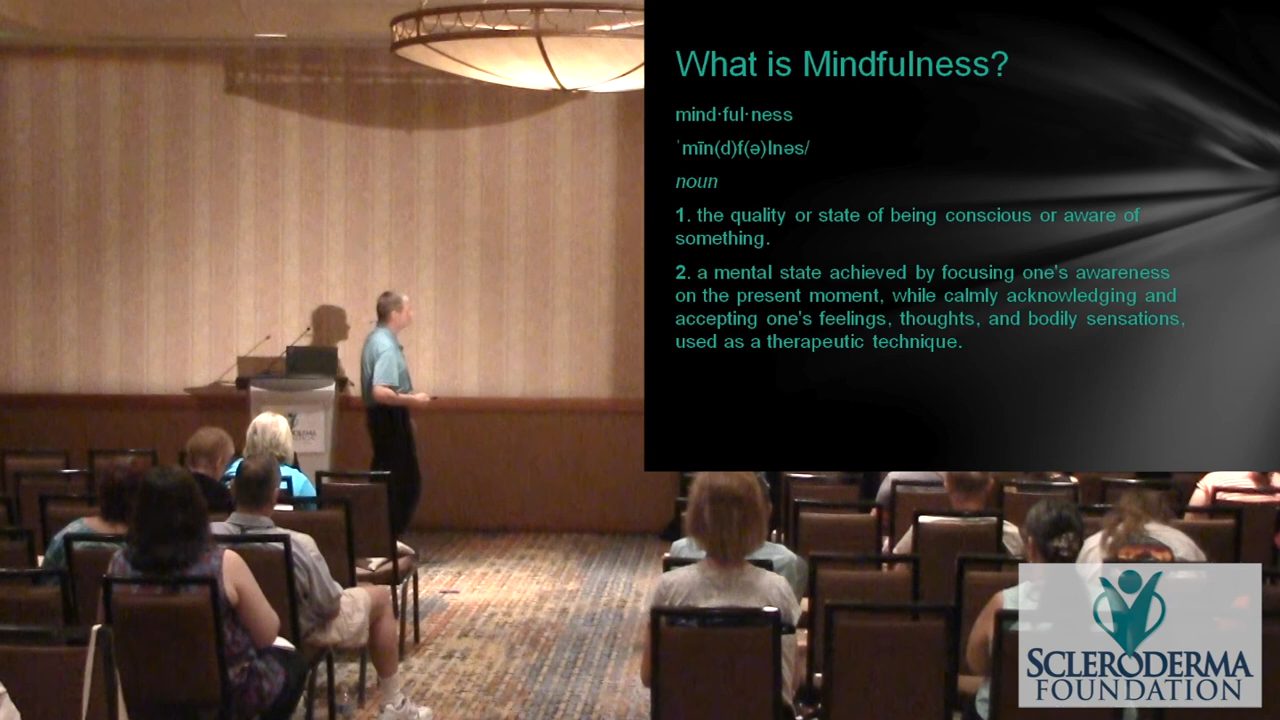 What is Mindfulness?
mind·ful·ness
ˈmīn(d)f(ə)lnəs/
noun
1. the quality or state of being conscious or aware of
something.
2. a mental state achieved by focusing one's awareness
on the present moment, while calmly acknowledging and
accepting one's feelings, thoughts, and bodily sensations,
used as a therapeutic technique.
SCLERODERMA
FOUNDATION